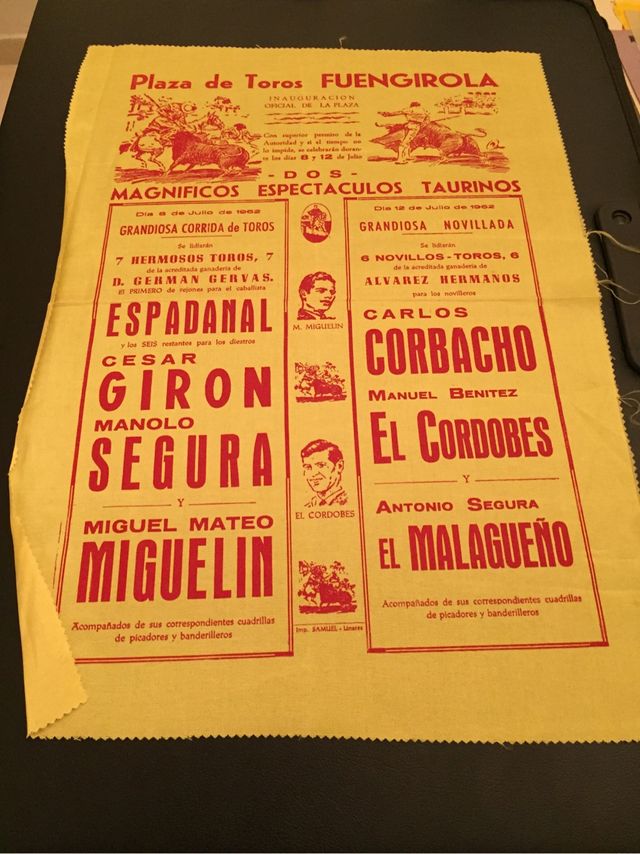 Plaza de Toros FUENGIROLA
INAUGURACION
OFICIAL DE LA PLAZA
Con superior permiso de la
Autoridad y si el tiempo no
lo impide, se celebrarán duran-
te los días 8 y 12 de Julio
- DOS -
MAGNIFICOS ESPECTACULOS TAURINOS
Día 8 de Julio de 1962
GRANDIOSA CORRIDA de TOROS
Se lidiarán
7 HERMOSOS TOROS, 7
de la acreditada ganadería de
D. GERMAN GERVAS.
El PRIMERO de rejones para el caballista
ESPADANAL
y los SEIS restantes para los diestros
CESAR
GIRON
MANOLO
SEGURA
Y
MIGUEL MATEO
MIGUELIN
Acompañados de sus correspondientes cuadrillas
de picadores y banderilleros
M. MIGUELIN
EL CORDOBES
Imp. SAMUEL - Linares
Día 12 de Julio de 1962
GRANDIOSA NOVILLADA
Se lidiarán
6 NOVILLOS - TOROS, 6
de la acreditada ganadería de
ALVAREZ HERMANOS
para los novilleros
CARLOS
CORBACHO
MANUEL BENITEZ
EL CORDOBES
Y
ANTONIO SEGURA
EL MALAGUEÑO
Acompañados de sus correspondientes cuadrillas
de picadores y banderilleros